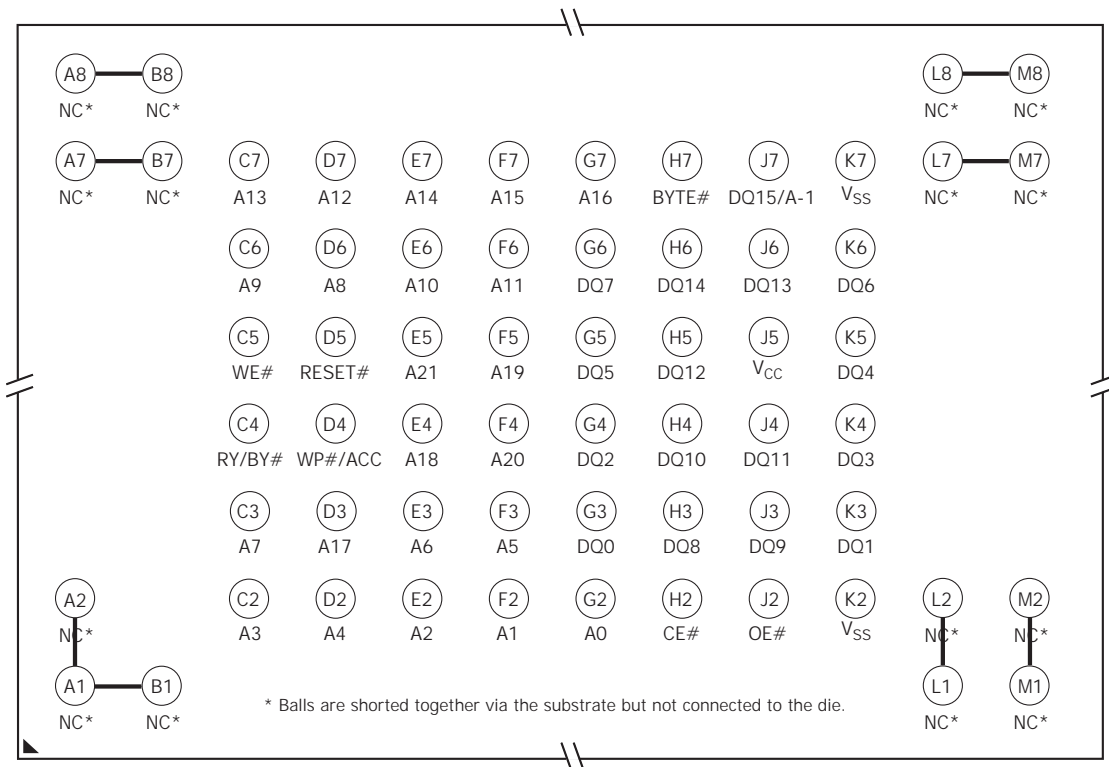 A8 B8 L8 M8
NC* NC* NC* NC*
A7 B7 C7 D7 E7 F7 G7 H7 J7 K7 L7 M7
NC* NC* A13 A12 A14 A15 A16 BYTE# DQ15/A-1 VSS NC* NC*
C6 D6 E6 F6 G6 H6 J6 K6
A9 A8 A10 A11 DQ7 DQ14 DQ13 DQ6
C5 D5 E5 F5 G5 H5 J5 K5
WE# RESET# A21 A19 DQ5 DQ12 VCC DQ4
C4 D4 E4 F4 G4 H4 J4 K4
RY/BY# WP#/ACC A18 A20 DQ2 DQ10 DQ11 DQ3
C3 D3 E3 F3 G3 H3 J3 K3
A7 A17 A6 A5 DQ0 DQ8 DQ9 DQ1
A2 C2 D2 E2 F2 G2 H2 J2 K2 L2 M2
NC* A3 A4 A2 A1 A0 CE# OE# VSS NC* NC*
A1 B1 L1 M1
NC* NC* NC* NC*
* Balls are shorted together via the substrate but not connected to the die.